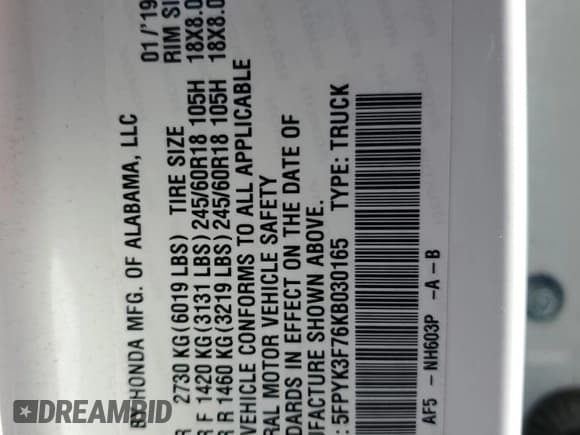 BY HONDA MFG. OF ALABAMA, LLC 01/'19
R 2730 KG(6019 LBS) TIRE SIZE RIM SI
R F 1420 KG(3131 LBS)245/60R18 105H 18X8.0
R R 1460 KG(3219 LBS)245/60R18 105H 18X8.0
VEHICLE CONFORMS TO ALL APPLICABLE
RAL MOTOR VEHICLE SAFETY
DARDS IN EFFECT ON THE DATE OF
FACTURE SHOWN ABOVE.
: 5FPYK3F76KB030165 TYPE: TRUCK
AF5 - NH603P -A -B
DREAMBID